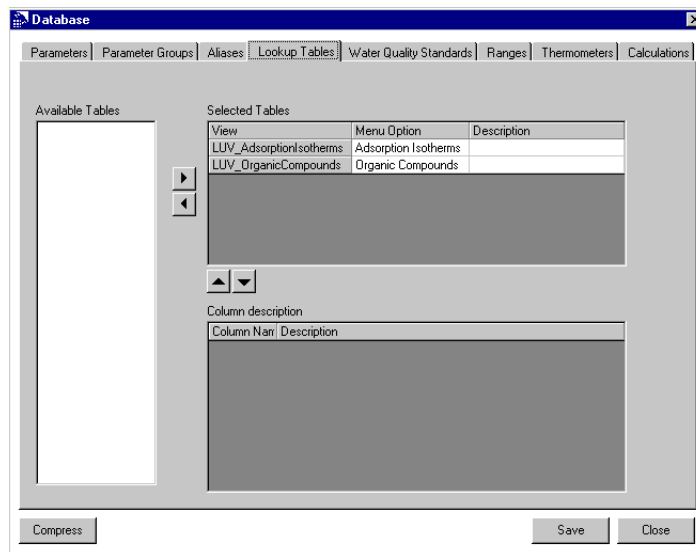 Database
Parameters Parameter Groups Aliases Lookup Tables Water Quality Standards Ranges Thermometers Calculations
Available Tables Selected Tables
View Menu Option Description
LUV_AdsorptionIsotherms Adsorption Isotherms
LUV_OrganicCompounds Organic Compounds
Column description
Column Nam Description
Compress Save Close